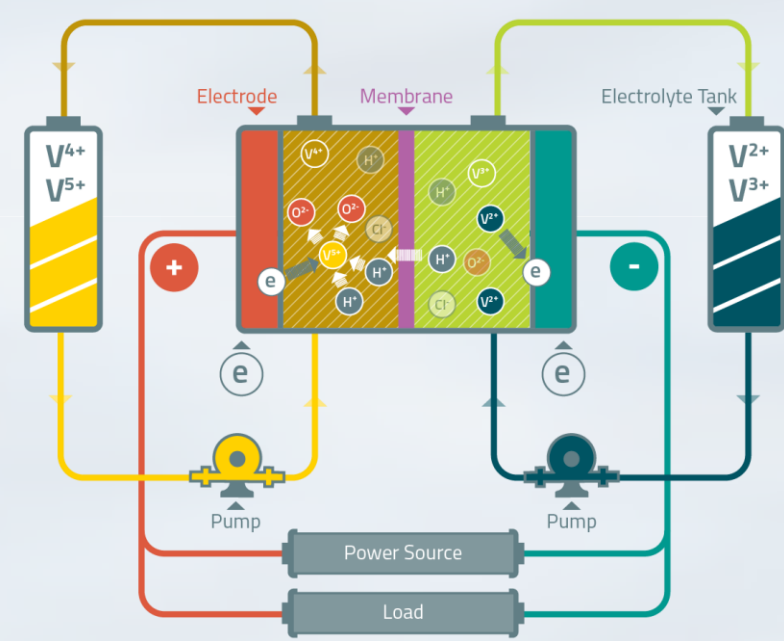 Electrode
Membrane
Electrolyte Tank
V⁴⁺
V⁵⁺
V²⁺
V³⁺
V⁴⁺
H⁺
V³⁺
H⁺
O²⁻
O²⁻
Cl⁻
V²⁺
V⁵⁺
H⁺
H⁺
O²⁻
e
e
H⁺
Cl⁻
V²⁺
+
-
e
e
Pump
Pump
Power Source
Load